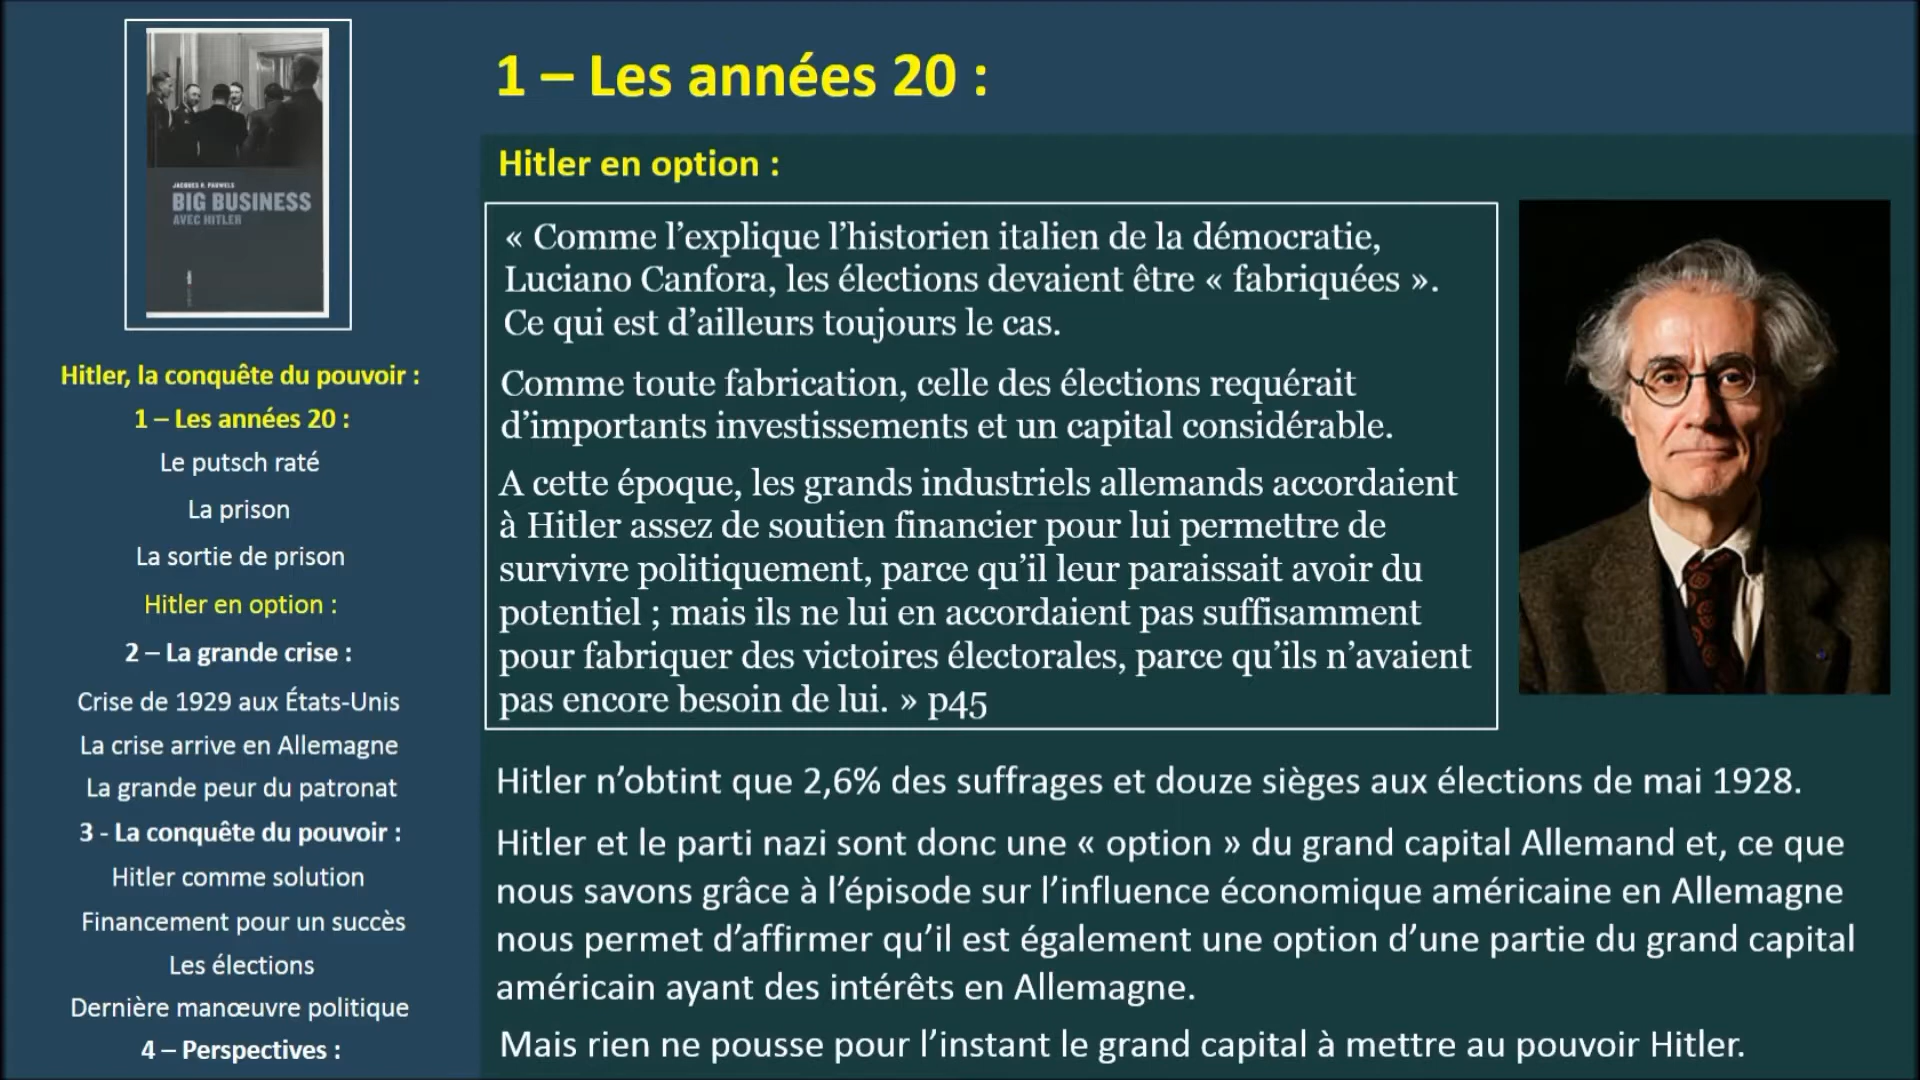 JACQUES R. PAUWELS
BIG BUSINESS
AVEC HITLER
Hitler, la conquête du pouvoir :
1 – Les années 20 :
Le putsch raté
La prison
La sortie de prison
Hitler en option :
2 – La grande crise :
Crise de 1929 aux États-Unis
La crise arrive en Allemagne
La grande peur du patronat
3 - La conquête du pouvoir :
Hitler comme solution
Financement pour un succès
Les élections
Dernière manœuvre politique
4 – Perspectives :
1 – Les années 20 :
Hitler en option :
« Comme l’explique l’historien italien de la démocratie,
Luciano Canfora, les élections devaient être « fabriquées ».
Ce qui est d’ailleurs toujours le cas.
Comme toute fabrication, celle des élections requérait
d’importants investissements et un capital considérable.
A cette époque, les grands industriels allemands accordaient
à Hitler assez de soutien financier pour lui permettre de
survivre politiquement, parce qu’il leur paraissait avoir du
potentiel ; mais ils ne lui en accordaient pas suffisamment
pour fabriquer des victoires électorales, parce qu’ils n’avaient
pas encore besoin de lui. » p45
Hitler n’obtint que 2,6% des suffrages et douze sièges aux élections de mai 1928.
Hitler et le parti nazi sont donc une « option » du grand capital Allemand et, ce que
nous savons grâce à l’épisode sur l’influence économique américaine en Allemagne
nous permet d’affirmer qu’il est également une option d’une partie du grand capital
américain ayant des intérêts en Allemagne.
Mais rien ne pousse pour l’instant le grand capital à mettre au pouvoir Hitler.